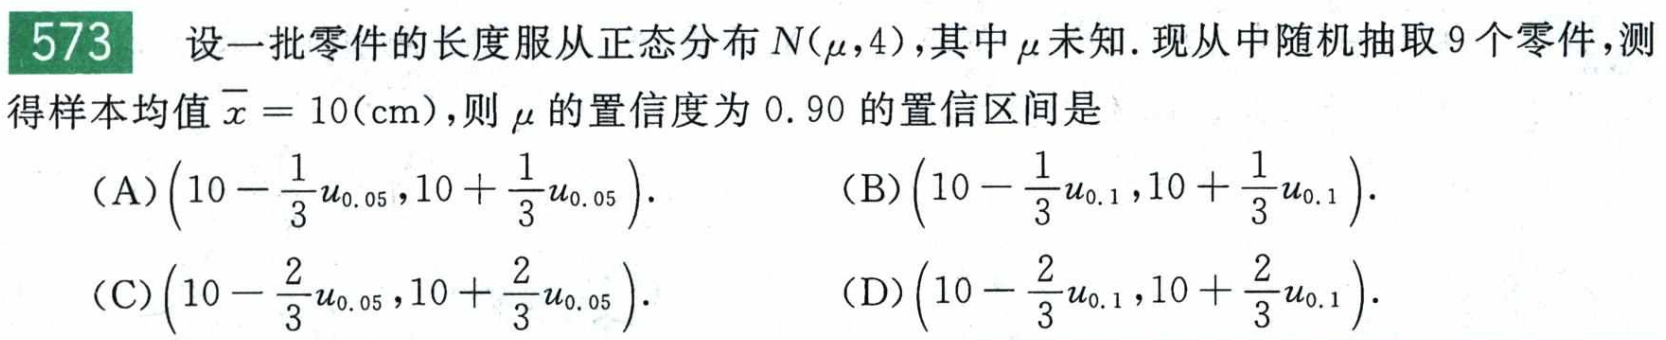 573 设一批零件的长度服从正态分布 N(μ,4),其中 μ 未知. 现从中随机抽取 9 个零件,测
得样本均值 $\overline{x}$ = 10(cm),则 μ 的置信度为 0.90 的置信区间是
(A) $\left(10-\frac{1}{3}u_{0.05},10+\frac{1}{3}u_{0.05}\right)$. (B) $\left(10-\frac{1}{3}u_{0.1},10+\frac{1}{3}u_{0.1}\right)$.
(C) $\left(10-\frac{2}{3}u_{0.05},10+\frac{2}{3}u_{0.05}\right)$. (D) $\left(10-\frac{2}{3}u_{0.1},10+\frac{2}{3}u_{0.1}\right)$.